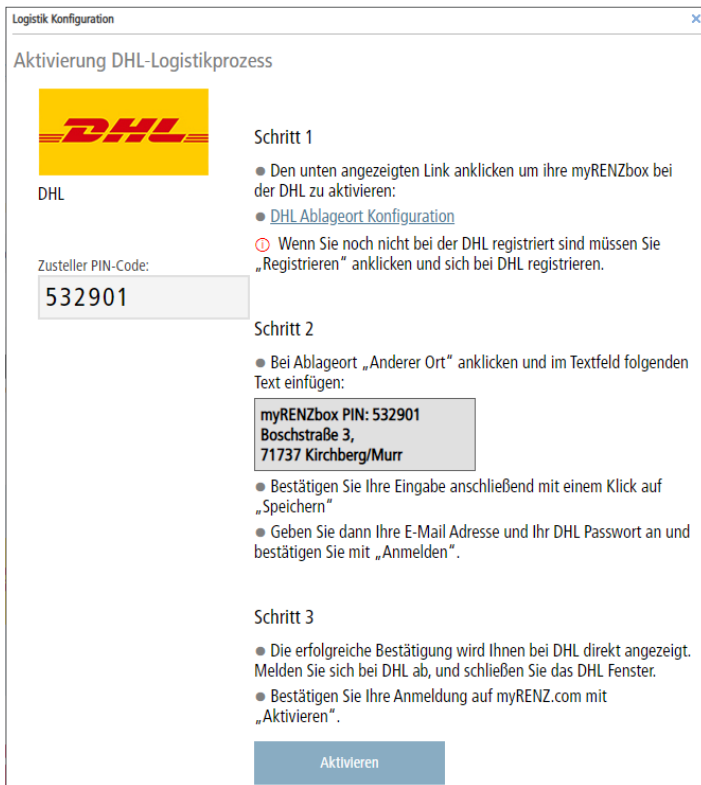 Logistik Konfiguration
×
Aktivierung DHL-Logistikprozess
DHL
DHL
Zusteller PIN-Code:
532901
Schritt 1
● Den unten angezeigten Link anklicken um ihre myRENZbox bei
der DHL zu aktivieren:
● DHL Ablageort Konfiguration
ⓘ Wenn Sie noch nicht bei der DHL registriert sind müssen Sie
„Registrieren“ anklicken und sich bei DHL registrieren.
Schritt 2
● Bei Ablageort „Anderer Ort“ anklicken und im Textfeld folgenden
Text einfügen:
myRENZbox PIN: 532901
Boschstraße 3,
71737 Kirchberg/Murr
● Bestätigen Sie Ihre Eingabe anschließend mit einem Klick auf
„Speichern“
● Geben Sie dann Ihre E-Mail Adresse und Ihr DHL Passwort an und
bestätigen Sie mit „Anmelden“.
Schritt 3
● Die erfolgreiche Bestätigung wird Ihnen bei DHL direkt angezeigt.
Melden Sie sich bei DHL ab, und schließen Sie das DHL Fenster.
● Bestätigen Sie Ihre Anmeldung auf myRENZ.com mit
„Aktivieren“.
Aktivieren